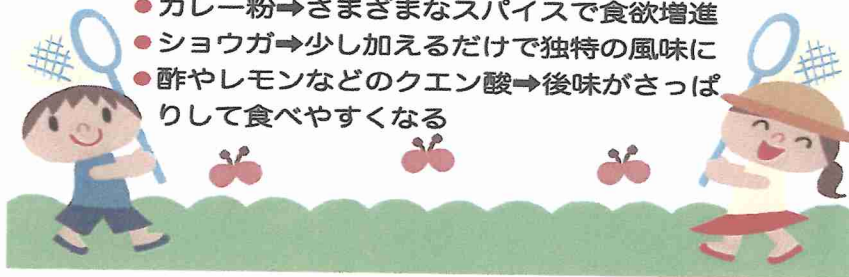 ●カレー粉➡さまざまなスパイスで食欲増進
●ショウガ➡少し加えるだけで独特の風味に
●酢やレモンなどのクエン酸➡後味がさっぱ
りして食べやすくなる